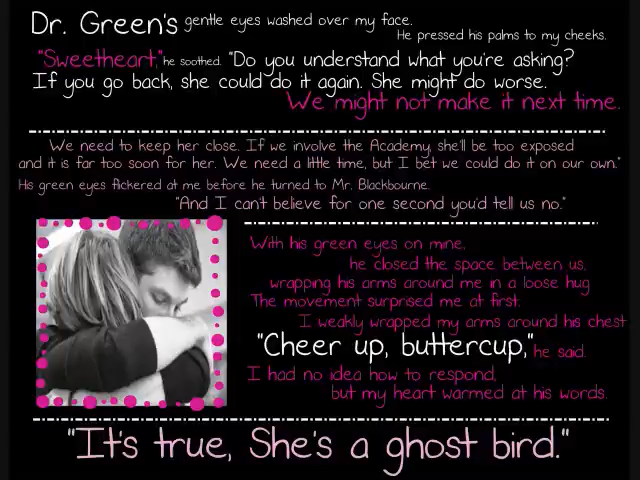 Dr. Green's gentle eyes washed over my face.
He pressed his palms to my cheeks.
"Sweetheart," he soothed. "Do you understand what you're asking?
If you go back, she could do it again. She might do worse.
We might not make it next time.
We need to keep her close. If we involve the Academy, she'll be too exposed
and it is far too soon for her. We need a little time, but I bet we could do it on our own."
His green eyes flickered at me before he turned to Mr. Blackbourne.
"And I can't believe for one second you'd tell us no."
With his green eyes on mine,
he closed the space between us,
wrapping his arms around me in a loose hug
The movement surprised me at first.
I weakly wrapped my arms around his chest
"Cheer up, buttercup," he said.
I had no idea how to respond,
but my heart warmed at his words.
"It's true, She's a ghost bird."